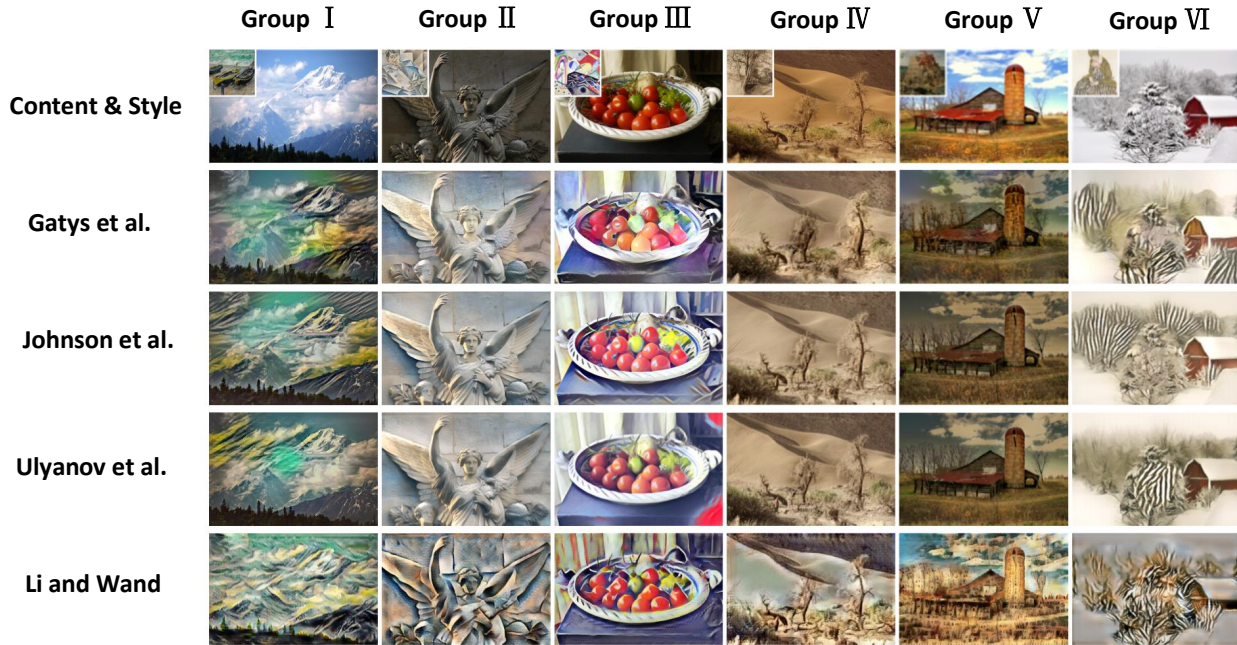 Group Ⅰ Group Ⅱ Group Ⅲ Group Ⅳ Group Ⅴ Group Ⅵ
Content & Style
Gatys et al.
Johnson et al.
Ulyanov et al.
Li and Wand